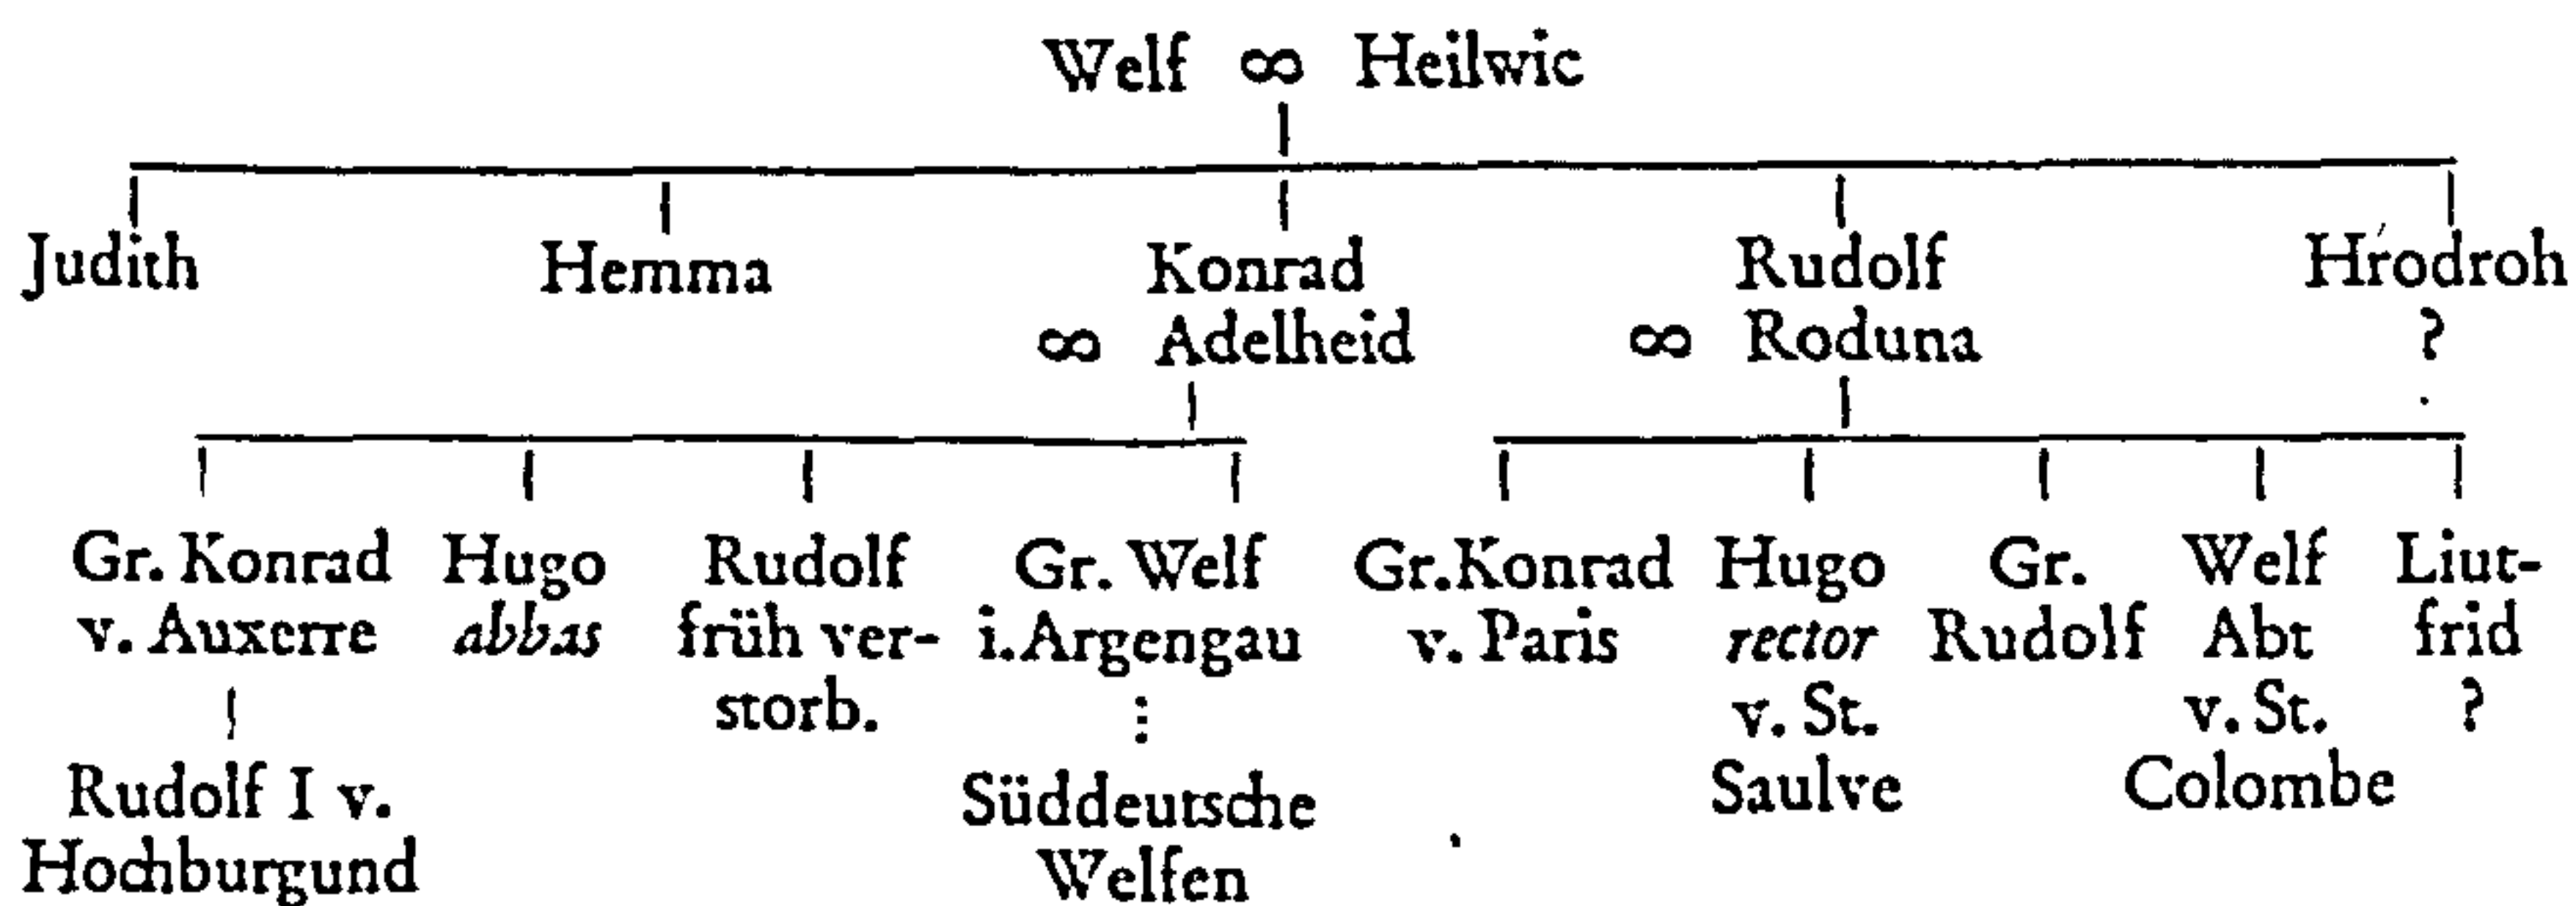 Welf ∞ Heilwic
Judith Hemma Konrad Rudolf Hrodroh
∞ Adelheid ∞ Roduna ?
Gr. Konrad Hugo Rudolf Gr. Welf Gr.Konrad Hugo Gr. Welf Liut-
v. Auxerre abbas früh ver- i.Argengau v. Paris rector Rudolf Abt frid
storb. v. St. v. St. ?
Rudolf I v. Süddeutsche Saulve Colombe
Hochburgund Welfen